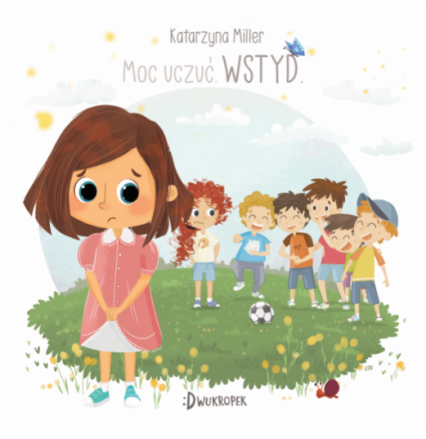 Katarzyna Miller
Moc uczuć. WSTYD.
:Dwukropek